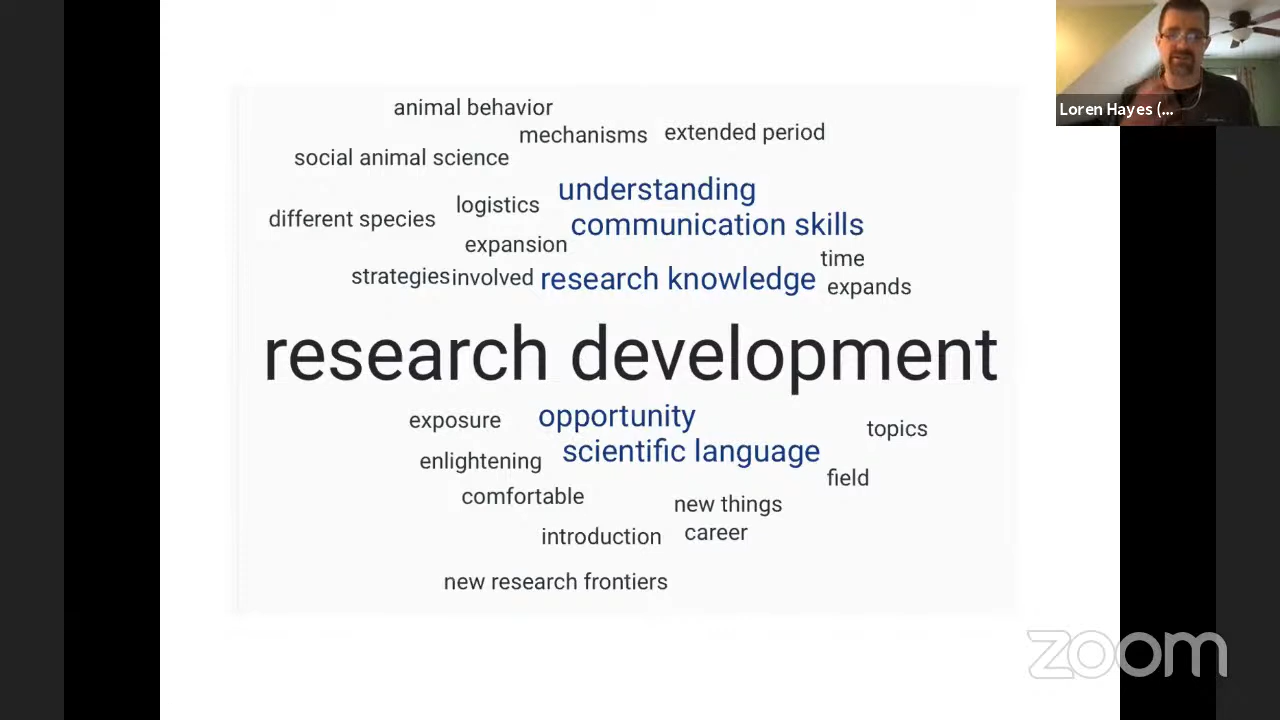 Loren Hayes (...
animal behavior
mechanisms
extended period
social animal science
understanding
logistics
different species
communication skills
expansion
time
strategies
involved
research knowledge
expands
research development
exposure
opportunity
topics
scientific language
enlightening
field
comfortable
new things
introduction
career
new research frontiers
zoom